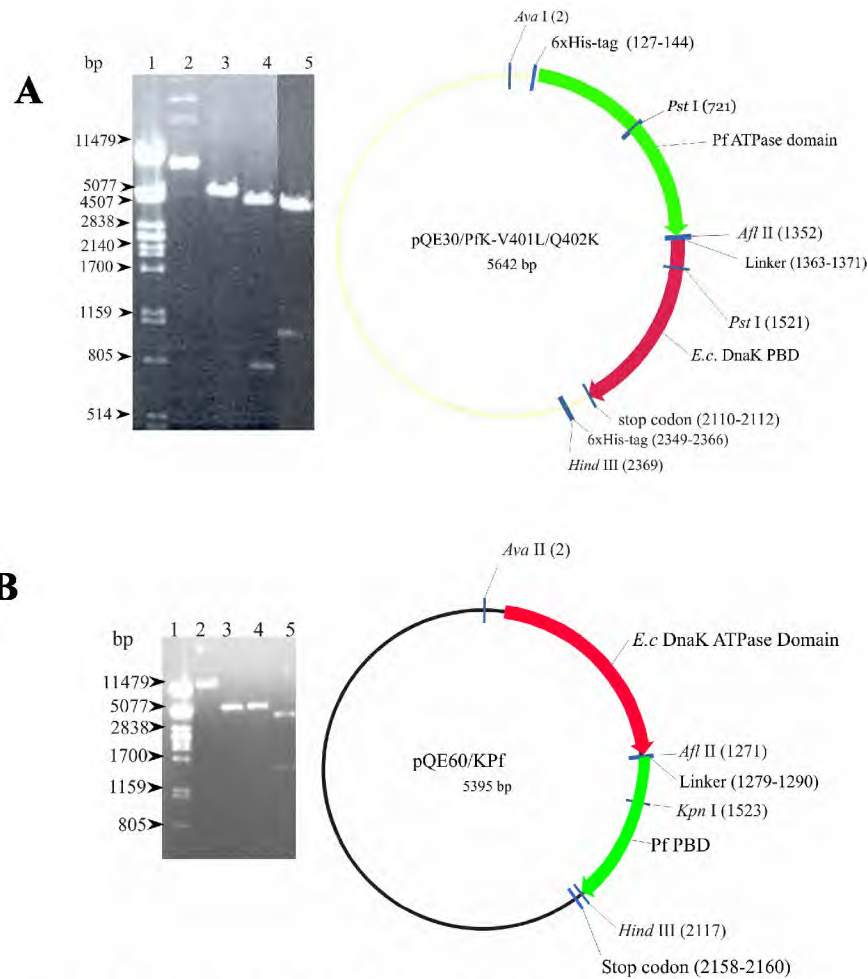 A
bp
1 2 3 4 5
11479
5077
4507
2838
2140
1700
1159
805
514
Ava I (2)
6xHis-tag (127-144)
Pst I (721)
Pf ATPase domain
Afl II (1352)
Linker (1363-1371)
Pst I (1521)
E.c. DnaK PBD
stop codon (2110-2112)
6xHis-tag (2349-2366)
Hind III (2369)
pQE30/PfK-V401L/Q402K
5642 bp
B
bp
1 2 3 4 5
11479
5077
2838
1700
1159
805
Ava II (2)
E.c DnaK ATPase Domain
Afl II (1271)
Linker (1279-1290)
Kpn I (1523)
Pf PBD
Hind III (2117)
Stop codon (2158-2160)
pQE60/KPf
5395 bp